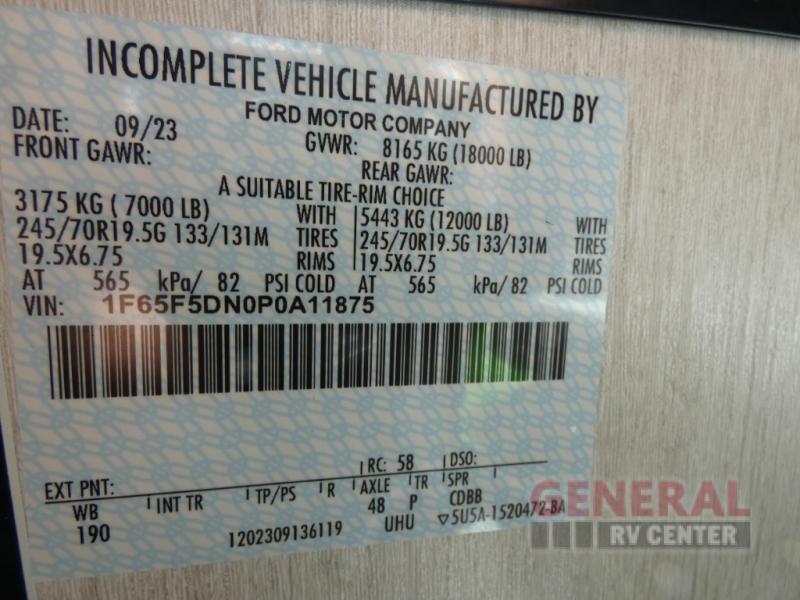 INCOMPLETE VEHICLE MANUFACTURED BY
FORD MOTOR COMPANY
DATE: 09/23 GVWR: 8165 KG (18000 LB)
FRONT GAWR: REAR GAWR:
A SUITABLE TIRE-RIM CHOICE
3175 KG ( 7000 LB) WITH 5443 KG (12000 LB) WITH
245/70R19.5G 133/131M TIRES 245/70R19.5G 133/131M TIRES
19.5X6.75 RIMS 19.5X6.75 RIMS
AT 565 kPa/ 82 PSI COLD AT 565 kPa/ 82 PSI COLD
VIN: 1F65F5DN0P0A11875
RC: 58 DSO:
EXT PNT:
WB INT TR TP/PS R AXLE TR SPR
190 48 P CDBB
1202309136119 UHU ▽5U5A-1520472-BA
GENERAL
RV CENTER